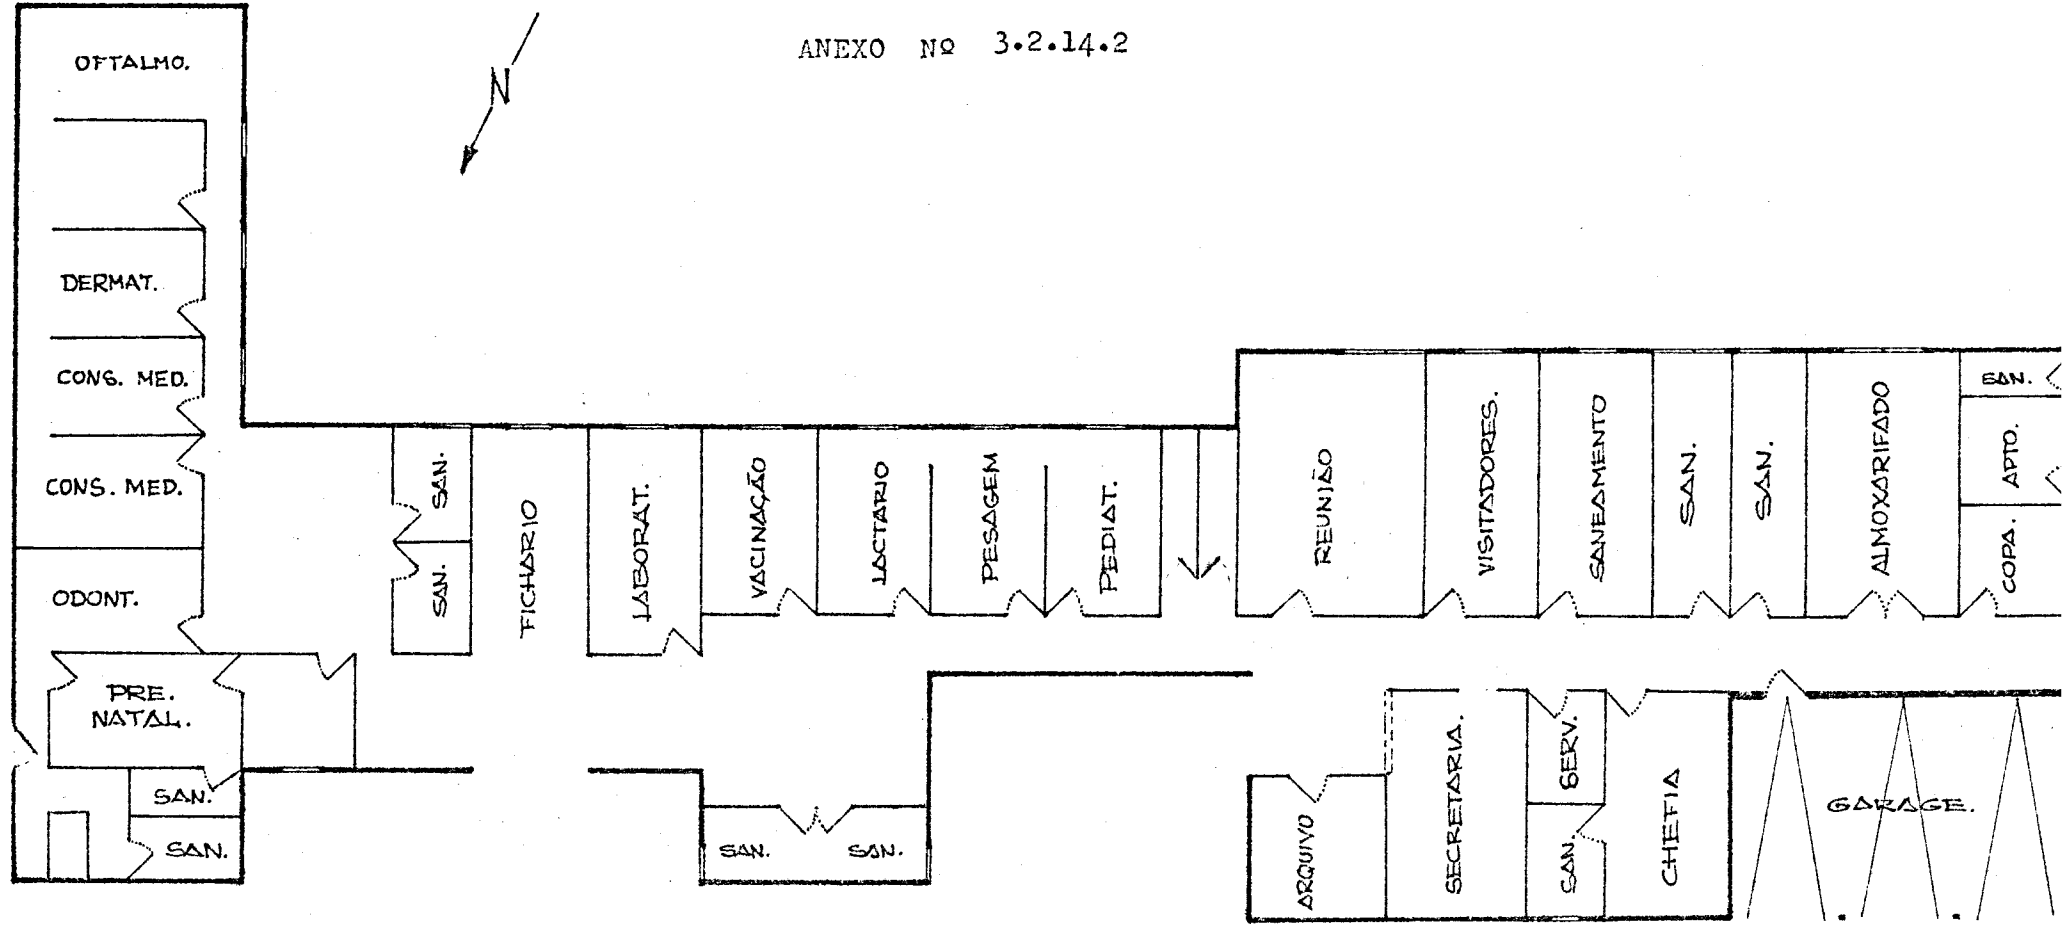 ANEXO Nº 3.2.14.2
N
OFTALMO.
DERMAT.
CONS. MED.
CONS. MED.
ODONT.
PRE.
NATAL.
SAN.
SAN.
SAN.
SAN.
FICHARIO
LABORAT.
VACINAÇÃO
LACTARIO
PESAGEM
PEDIAT.
SAN.
SAN.
REUNIÃO
VISITADORES.
SANEAMENTO
SAN.
SAN.
ALMOXARIFADO
SAN.
APTO.
COPA.
ARQUIVO
SECRETARIA.
SERV.
SAN.
CHEFIA
GARAGE.